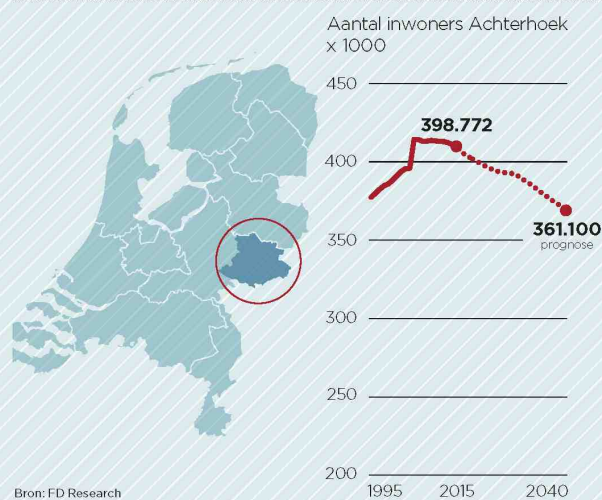 Aantal inwoners Achterhoek
x 1000
450
398.772
400
361.100
prognose
350
300
250
200
1995 2015 2040
Bron: FD Research